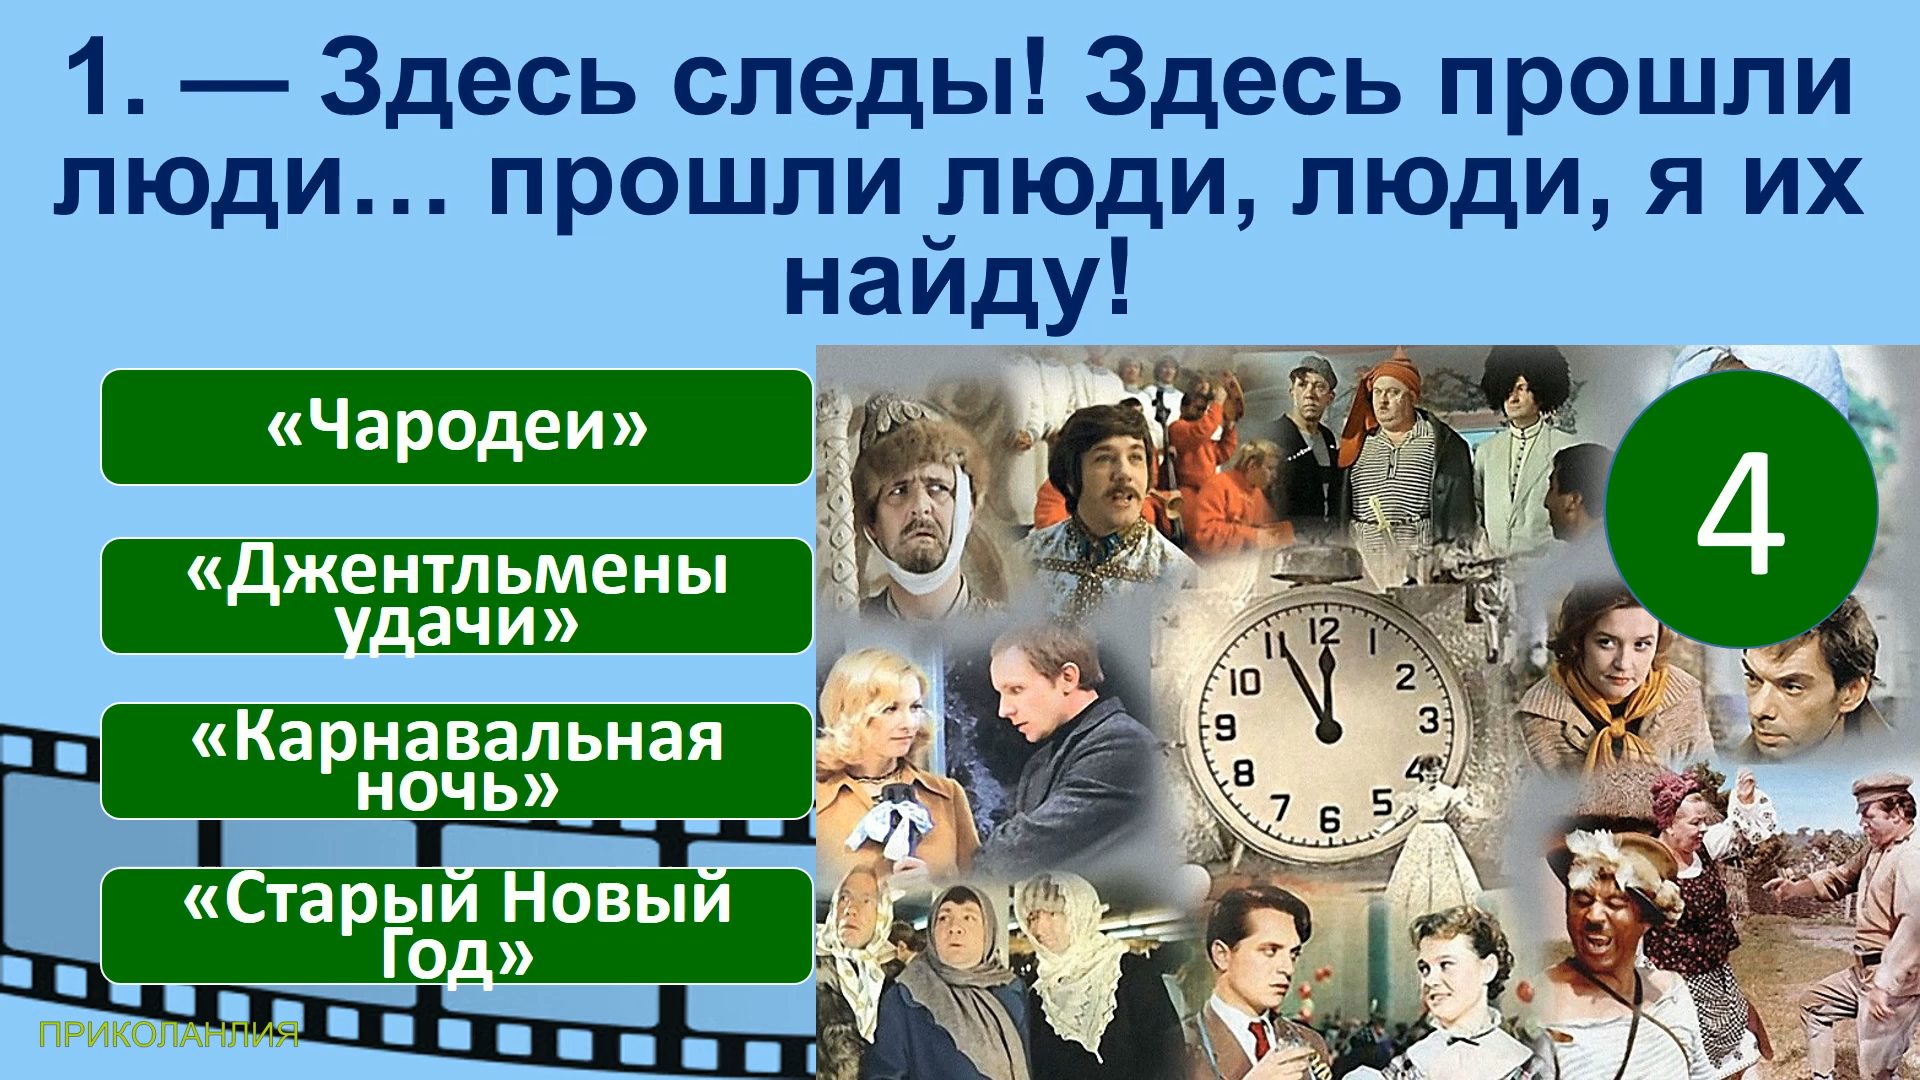 1. — Здесь следы! Здесь прошли
люди… прошли люди, люди, я их
найду!
«Чародеи»
4
«Джентльмены
удачи»
«Карнавальная
ночь»
«Старый Новый
Год»
11 12 1
10 2
9 3
8 4
7 6 5
ПРИКОЛАНЛИЯ